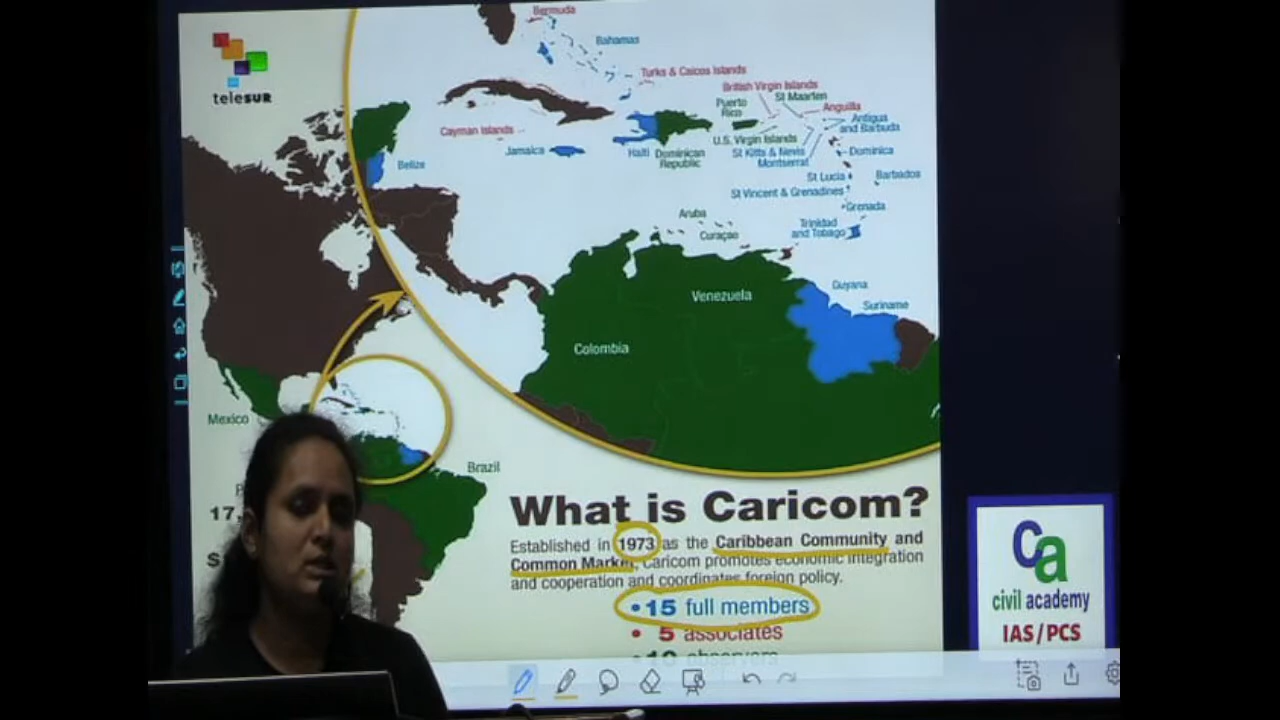 teleSUR
Bermuda
Bahamas
Turks & Caicos Islands
British Virgin Islands
St Maarten
Puerto
Rico
Anguilla
Antigua
and Barbuda
Cayman Islands
U.S. Virgin Islands
Jamaica
Haiti
Dominican
Republic
St Kitts & Nevis
Montserrat
Dominica
Belize
St Lucia
Barbados
St Vincent & Grenadines
Grenada
Aruba
Trinidad
and Tobago
Curaçao
Guyana
Venezuela
Suriname
Colombia
Mexico
Brazil
17,
S
What is Caricom?
Established in 1973 as the Caribbean Community and
Common Market, Caricom promotes economic integration
and cooperation and coordinates foreign policy.
•15 full members
• 5 associates
• 10 observers
ca
civil academy
IAS/PCS